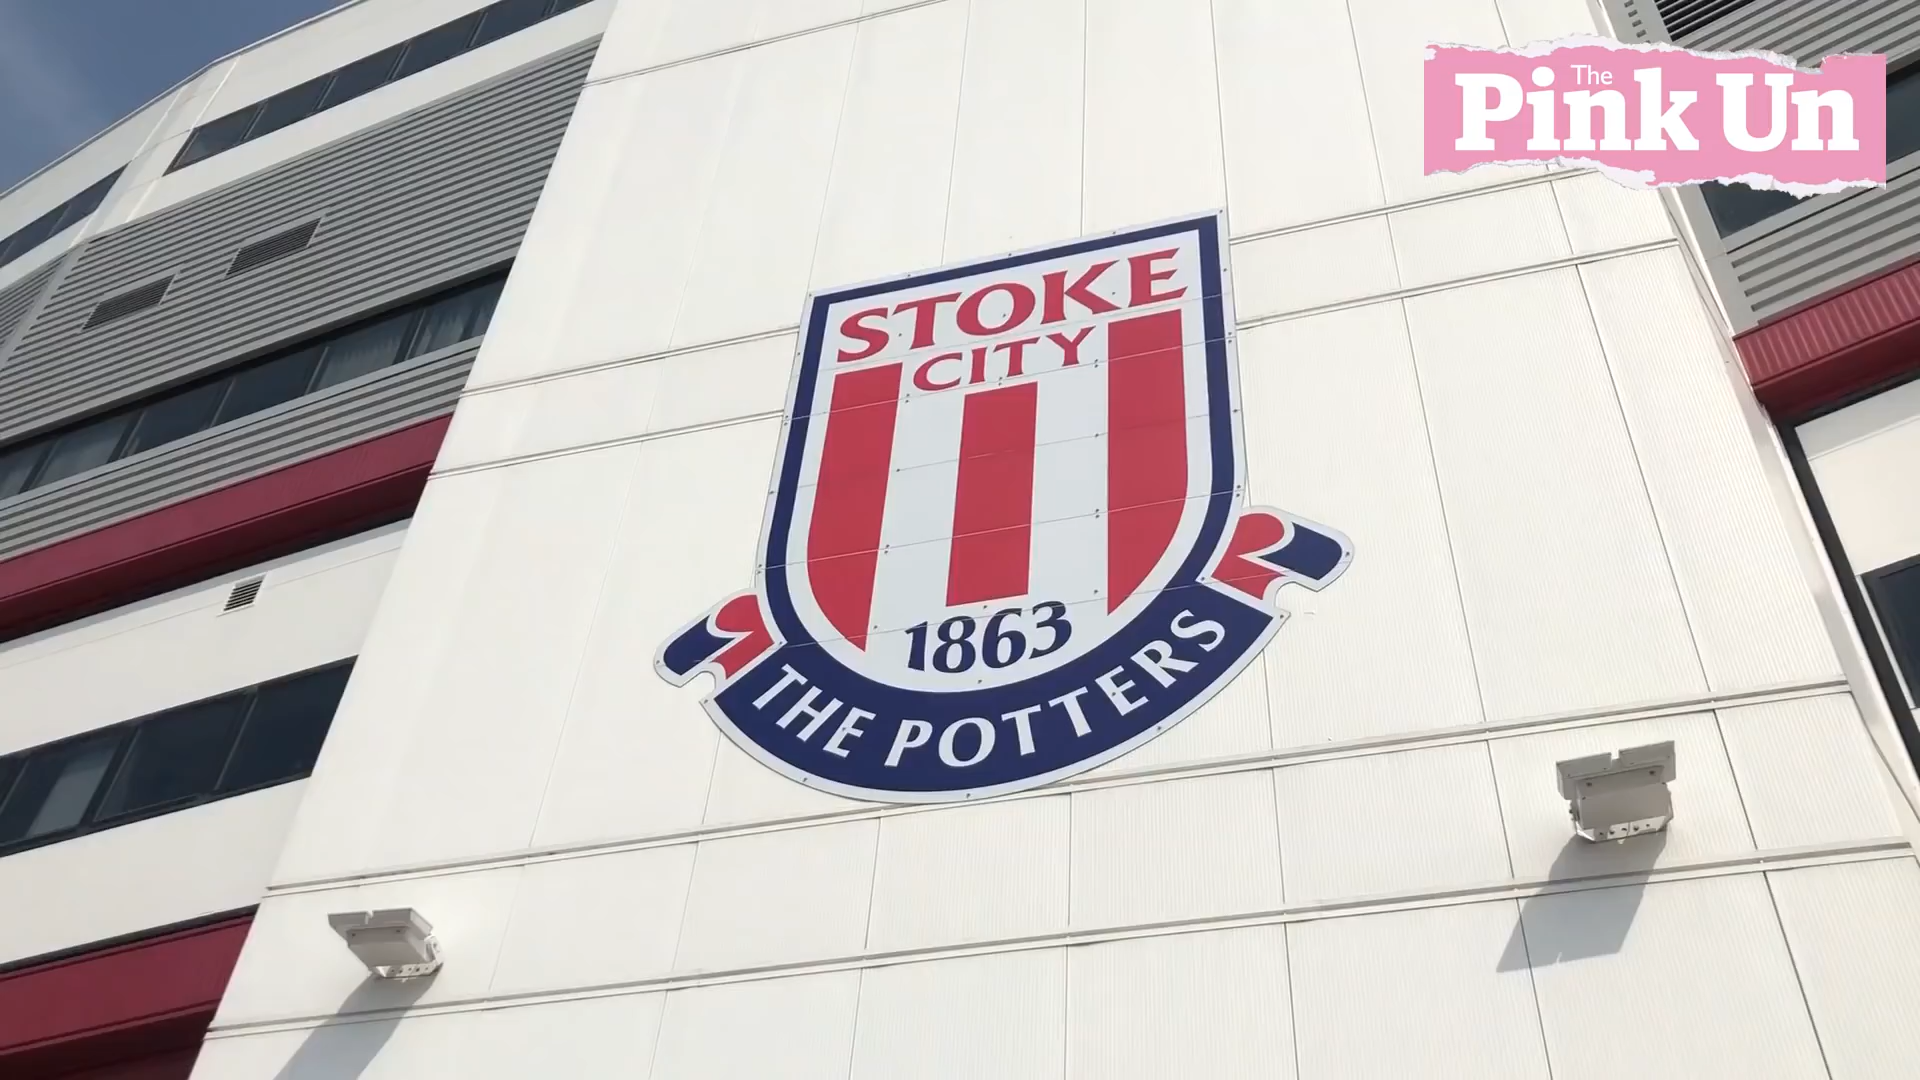 The
Pink Un
STOKE
CITY
1863
THE POTTERS